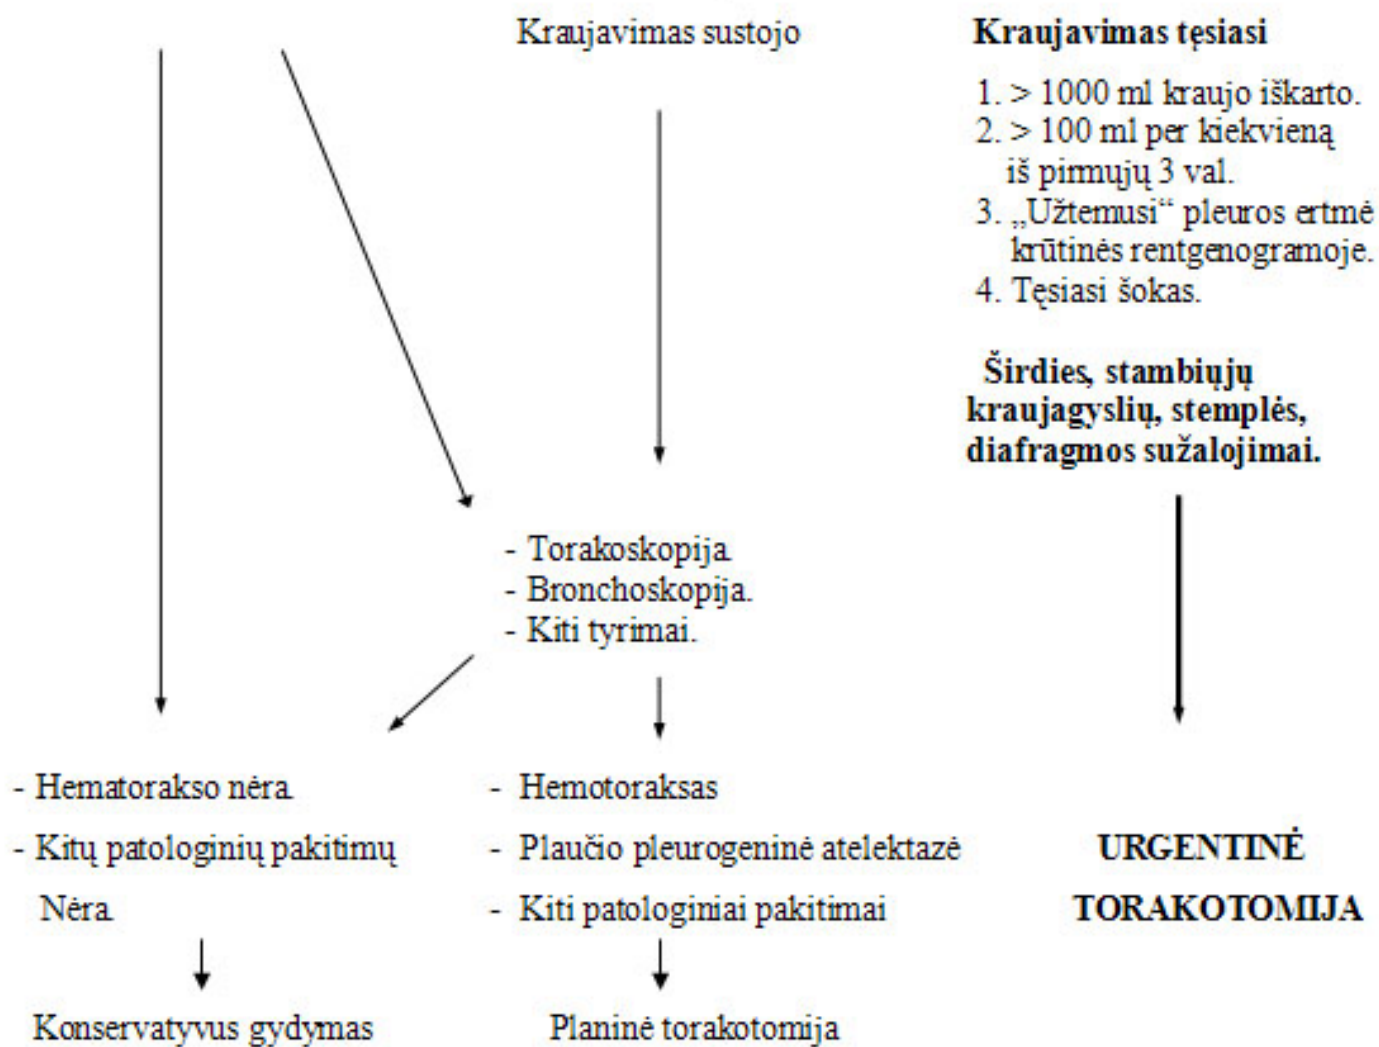 Kraujavimas sustojo
Kraujavimas tęsiasi
1. > 1000 ml kraujo iškarto.
2. > 100 ml per kiekvieną
iš pirmųjų 3 val.
3. „Užtemusi“ pleuros ertmė
krūtinės rentgenogramoje.
4. Tęsiasi šokas.
Širdies, stambiųjų
kraujagyslių, stemplės,
diafragmos sužalojimai.
- Torakoskopija.
- Bronchoskopija.
- Kiti tyrimai.
- Hematorakso nėra.
- Kitų patologinių pakitimų
Nėra.
- Hemotoraksas
- Plaučio pleurogeninė atelektazė
- Kiti patologiniai pakitimai
URGENTINĖ
TORAKOTOMIJA
Konservatyvus gydymas
Planinė torakotomija